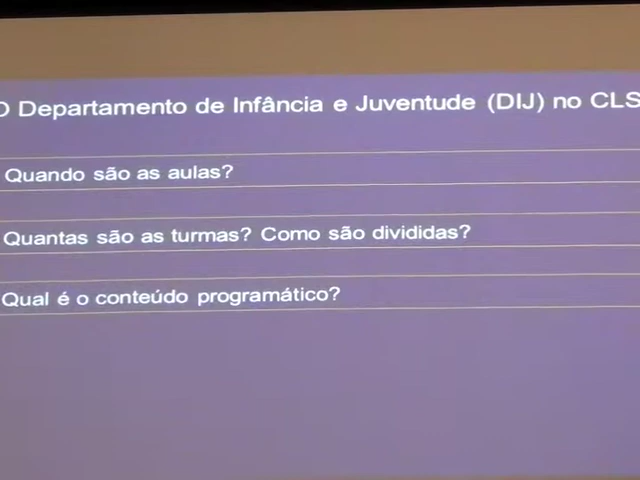 O Departamento de Infância e Juventude (DIJ) no CLS
Quando são as aulas?
Quantas são as turmas? Como são divididas?
Qual é o conteúdo programático?